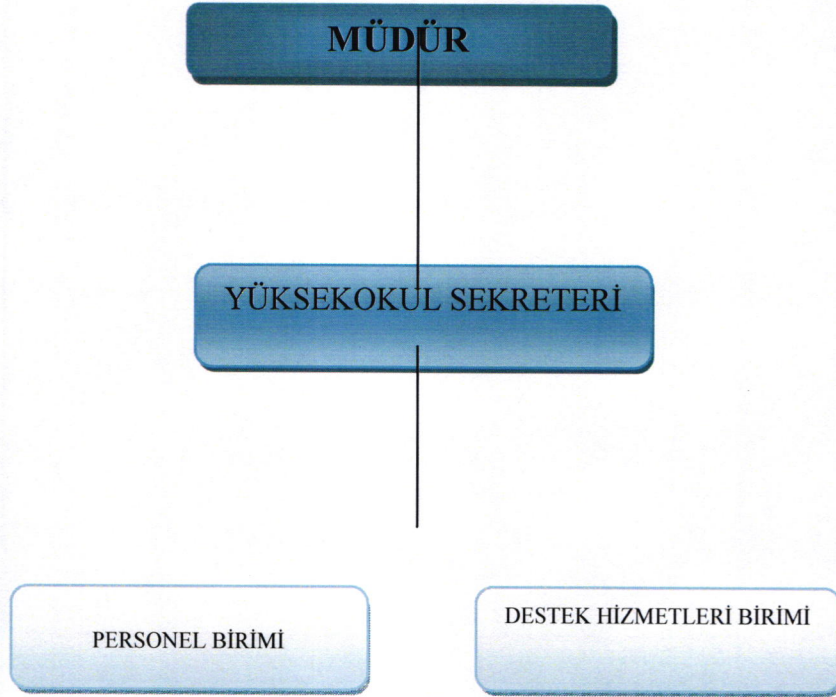 MÜDÜR
YÜKSEKOKUL SEKRETERİ
PERSONEL BİRİMİ
DESTEK HİZMETLERİ BİRİMİ